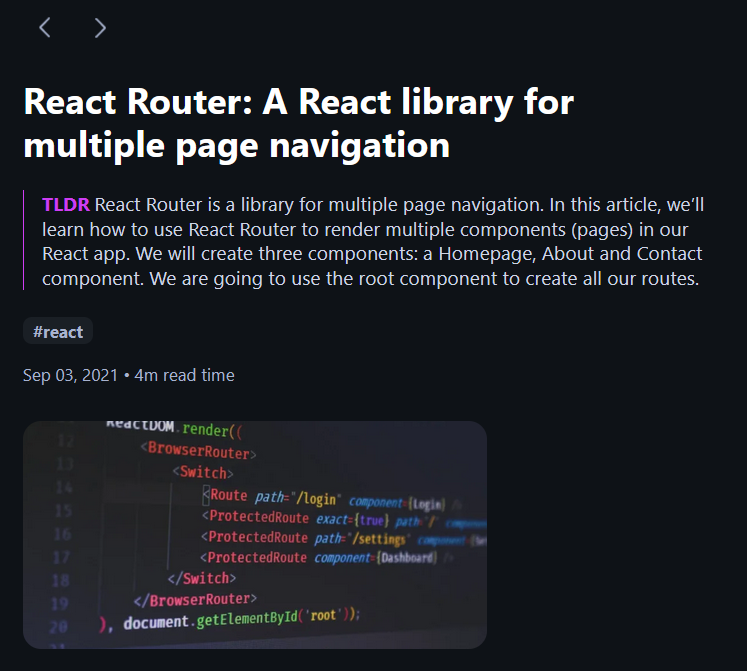 React Router: A React library for
multiple page navigation
TLDR React Router is a library for multiple page navigation. In this article, we’ll
learn how to use React Router to render multiple components (pages) in our
React app. We will create three components: a Homepage, About and Contact
component. We are going to use the root component to create all our routes.
#react
Sep 03, 2021 • 4m read time
ReactDOM.render((
12 <BrowserRouter>
13 <Switch>
14 <Route path="/login" component={Login} />
15 <ProtectedRoute exact={true} path="/"
16 <ProtectedRoute path="/settings" component=
17 <ProtectedRoute component={Dashboard} />
18 </Switch>
19 </BrowserRouter>
20 ), document.getElementById('root'));